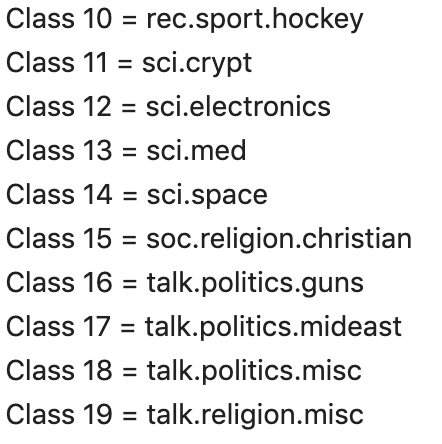 Class 10 = rec.sport.hockey
Class 11 = sci.crypt
Class 12 = sci.electronics
Class 13 = sci.med
Class 14 = sci.space
Class 15 = soc.religion.christian
Class 16 = talk.politics.guns
Class 17 = talk.politics.mideast
Class 18 = talk.politics.misc
Class 19 = talk.religion.misc